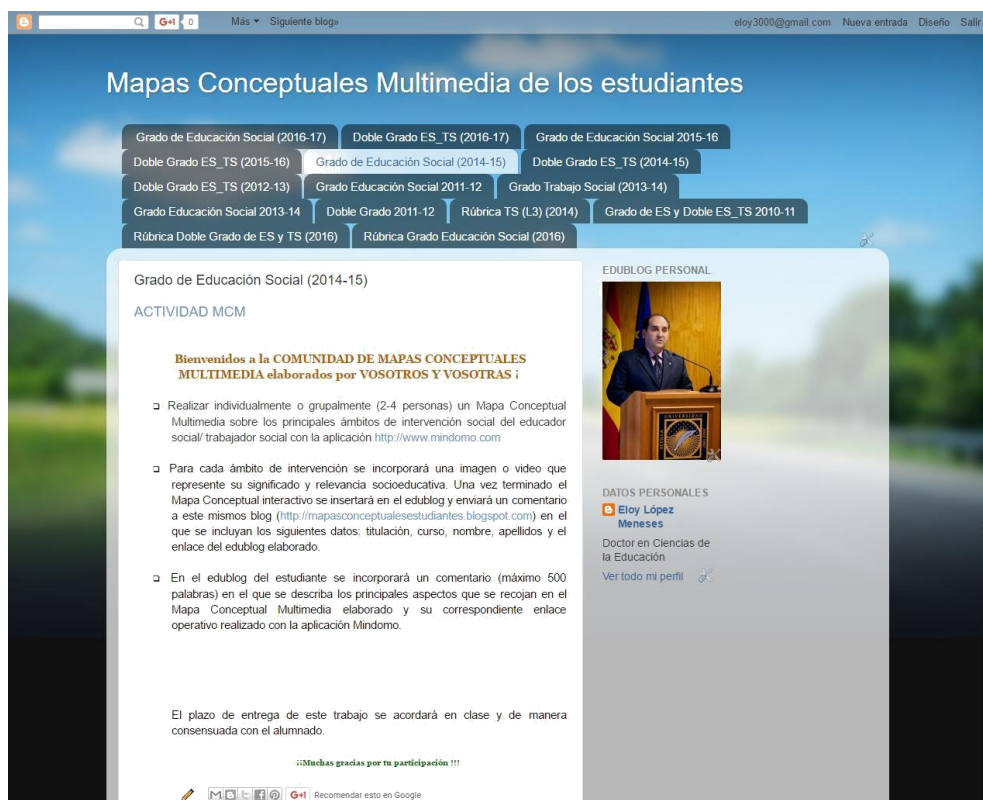 G+1 0 Más Siguiente blog» eloy3000@gmail.com Nueva entrada Diseño Salir
Mapas Conceptuales Multimedia de los estudiantes
Grado de Educación Social (2016-17) Doble Grado ES_TS (2016-17) Grado de Educación Social 2015-16
Doble Grado ES_TS (2015-16) Grado de Educación Social (2014-15) Doble Grado ES_TS (2014-15)
Doble Grado ES_TS (2012-13) Grado Educación Social 2011-12 Grado Trabajo Social (2013-14)
Grado Educación Social 2013-14 Doble Grado 2011-12 Rúbrica TS (L3) (2014) Grado de ES y Doble ES_TS 2010-11
Rúbrica Doble Grado de ES y TS (2016) Rúbrica Grado Educación Social (2016)
Grado de Educación Social (2014-15)
ACTIVIDAD MCM
Bienvenidos a la COMUNIDAD DE MAPAS CONCEPTUALES
MULTIMEDIA elaborados por VOSOTROS Y VOSOTRAS ¡
Realizar individualmente o grupalmente (2-4 personas) un Mapa Conceptual
Multimedia sobre los principales ámbitos de intervención social del educador
social/ trabajador social con la aplicación http://www.mindomo.com
Para cada ámbito de intervención se incorporará una imagen o video que
represente su significado y relevancia socioeducativa. Una vez terminado el
Mapa Conceptual interactivo se insertará en el edublog y enviará un comentario
a este mismos blog (http://mapasconceptualesestudiantes.blogspot.com) en el
que se incluyan los siguientes datos: titulación, curso, nombre, apellidos y el
enlace del edublog elaborado.
En el edublog del estudiante se incorporará un comentario (máximo 500
palabras) en el que se describa los principales aspectos que se recojan en el
Mapa Conceptual Multimedia elaborado y su correspondiente enlace
operativo realizado con la aplicación Mindomo.
El plazo de entrega de este trabajo se acordará en clase y de manera
consensuada con el alumnado.
¡¡Muchas gracias por tu participación !!!
G+1 Recomendar esto en Google
EDUBLOG PERSONAL
UNIVERSIDAD
DATOS PERSONALES
Eloy López
Meneses
Doctor en Ciencias de
la Educación
Ver todo mi perfil